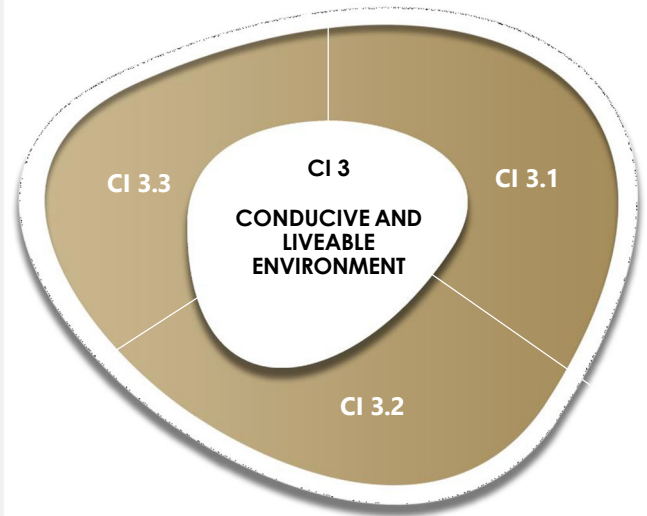 CI 3
CONDUCIVE AND
LIVEABLE
ENVIRONMENT
CI 3.1
CI 3.2
CI 3.3